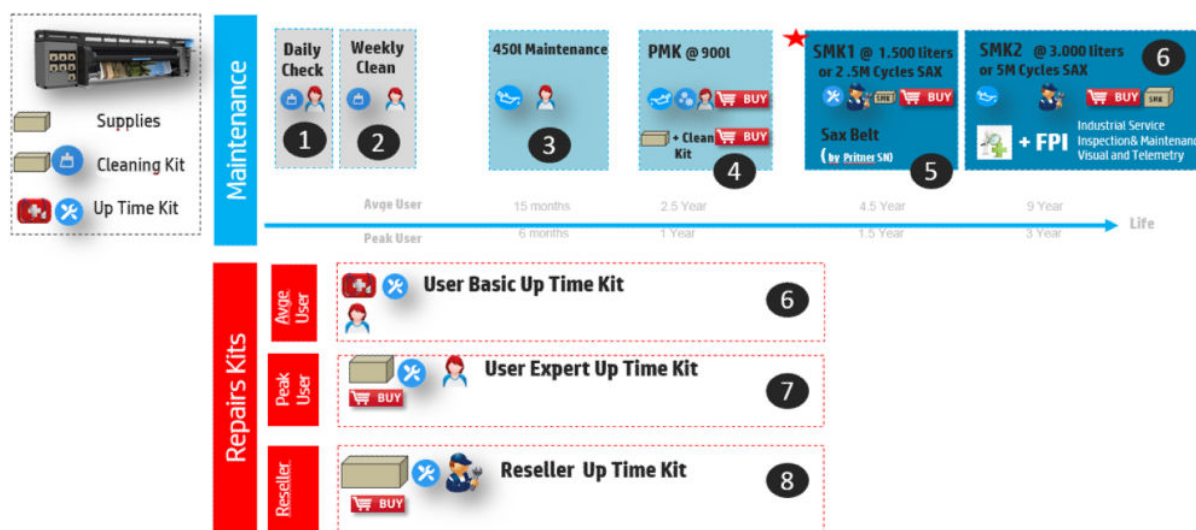 Supplies
Cleaning Kit
Up Time Kit
Maintenance
Daily
Check
1
Weekly
Clean
2
450l Maintenance
3
PMK @ 900l
BUY
+ Clean
Kit
BUY
4
SMK1 @ 1.500 liters
or 2.5M Cycles SAX
SMK
BUY
Sax Belt
( by Pritner SN)
5
SMK2 @ 3.000 liters
or 5M Cycles SAX
6
BUY
SMK
+ FPI
Industrial Service
Inspection& Maintenance
Visual and Telemetry
Avge User
15 months
2.5 Year
4.5 Year
9 Year
Life
Peak User
6 months
1 Year
1.5 Year
3 Year
Repairs Kits
Avge
User
User Basic Up Time Kit
6
Peak
User
User Expert Up Time Kit
BUY
7
Reseller
Reseller Up Time Kit
BUY
8